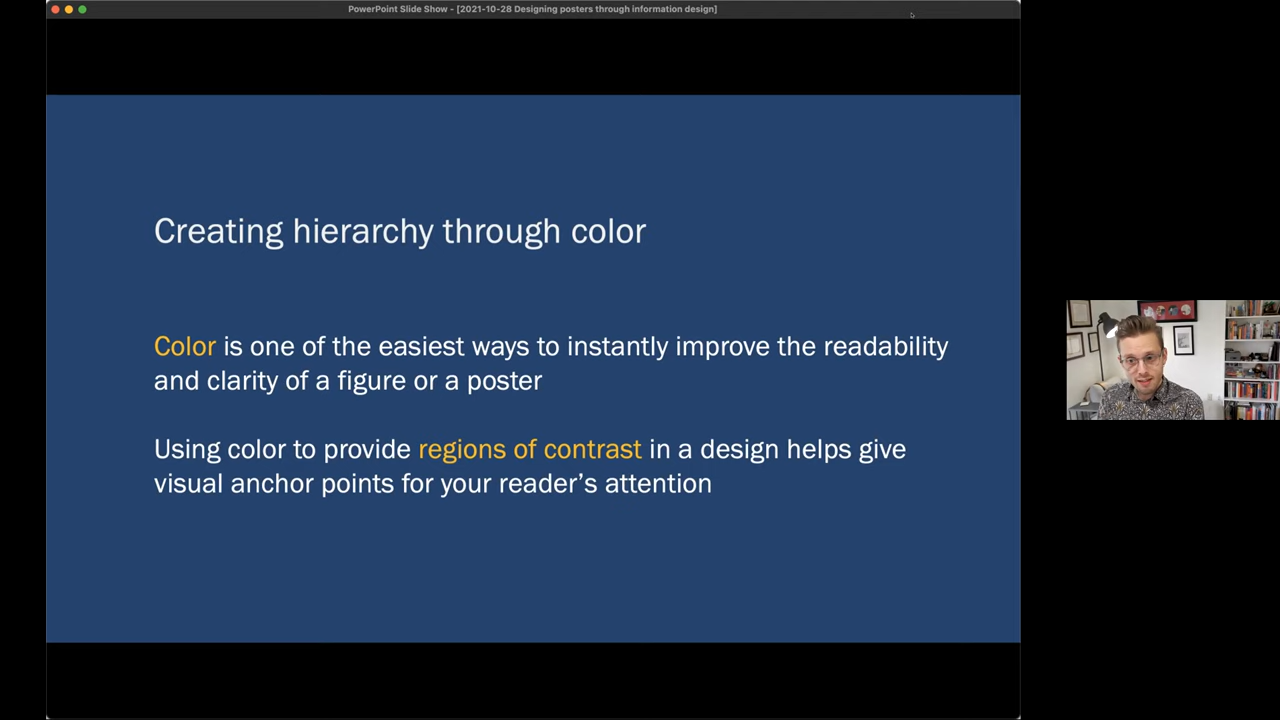 PowerPoint Slide Show - [2021-10-28 Designing posters through information design]
Creating hierarchy through color
Color is one of the easiest ways to instantly improve the readability
and clarity of a figure or a poster
Using color to provide regions of contrast in a design helps give
visual anchor points for your reader’s attention